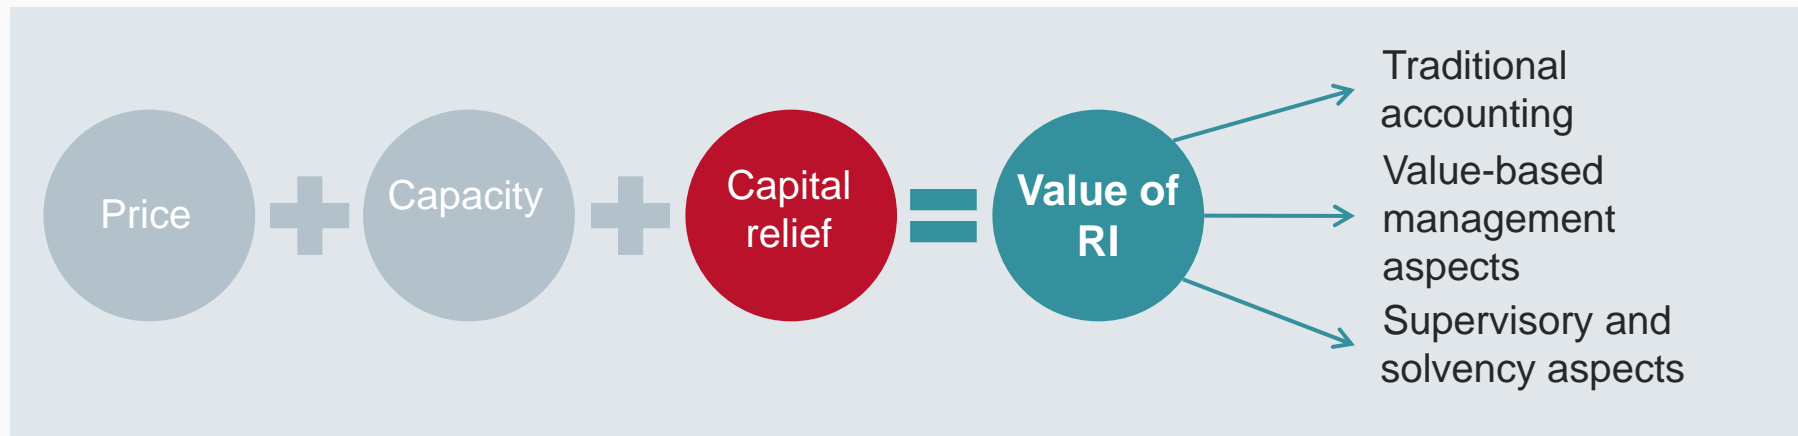 Price
Capacity
Capital
relief
Value of
RI
Traditional
accounting
Value-based
management
aspects
Supervisory and
solvency aspects